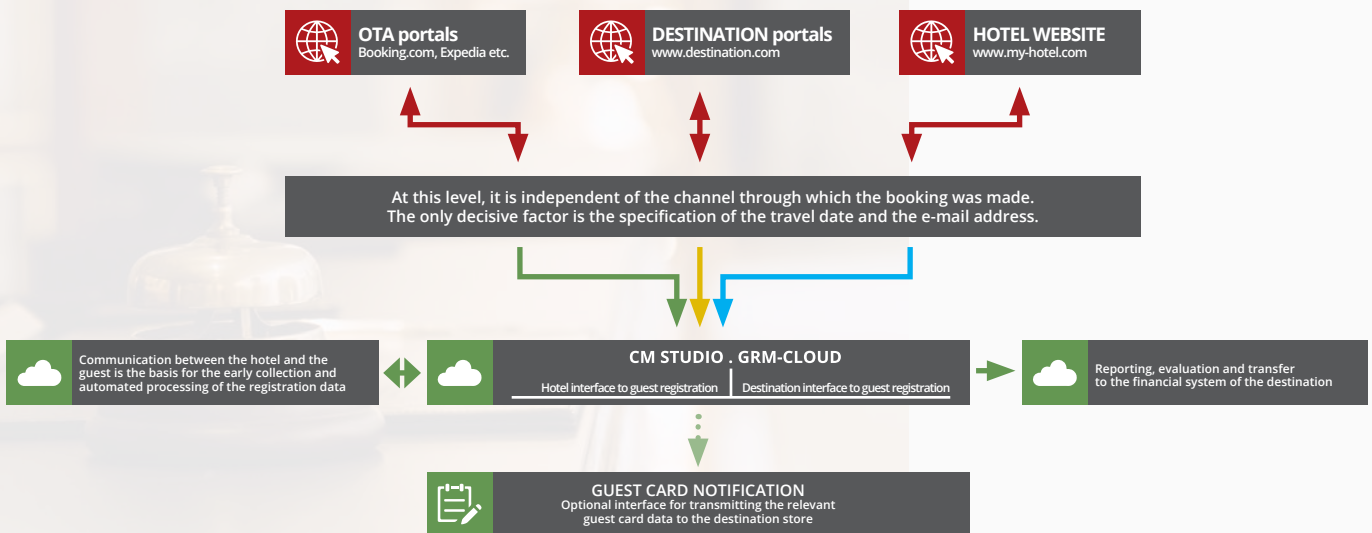 OTA portals
Booking.com, Expedia etc.
DESTINATION portals
www.destination.com
HOTEL WEBSITE
www.my-hotel.com
At this level, it is independent of the channel through which the booking was made.
The only decisive factor is the specification of the travel date and the e-mail address.
Communication between the hotel and the
guest is the basis for the early collection and
automated processing of the registration data
CM STUDIO . GRM-CLOUD
Hotel interface to guest registration
Destination interface to guest registration
Reporting, evaluation and transfer
to the financial system of the destination
GUEST CARD NOTIFICATION
Optional interface for transmitting the relevant
guest card data to the destination store